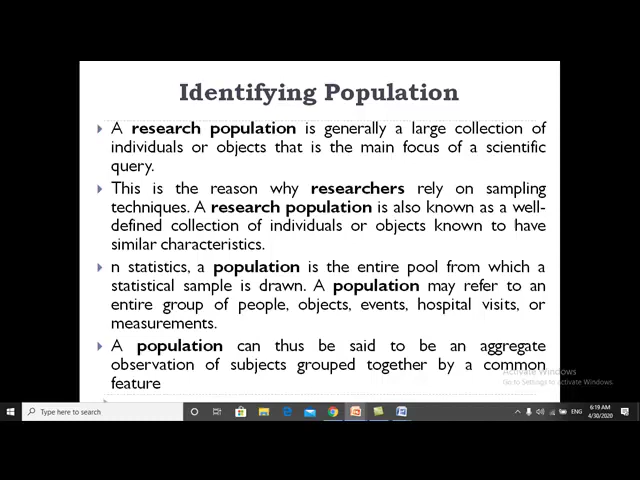 Identifying Population
A research population is generally a large collection of
individuals or objects that is the main focus of a scientific
query.
This is the reason why researchers rely on sampling
techniques. A research population is also known as a well-
defined collection of individuals or objects known to have
similar characteristics.
n statistics, a population is the entire pool from which a
statistical sample is drawn. A population may refer to an
entire group of people, objects, events, hospital visits, or
measurements.
A population can thus be said to be an aggregate
observation of subjects grouped together by a common
feature
Activate Windows
Go to Settings to activate Windows.
Type here to search
ENG
6:19 AM
4/30/2020